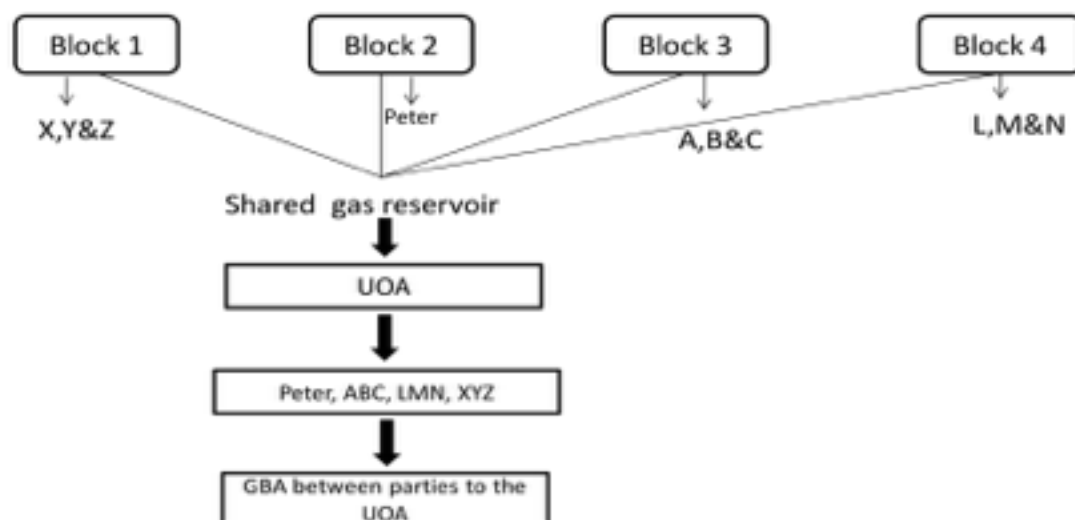 Block 1
Block 2
Block 3
Block 4
X,Y&Z
Peter
A,B&C
L,M&N
Shared gas reservoir
UOA
Peter, ABC, LMN, XYZ
GBA between parties to the
UOA